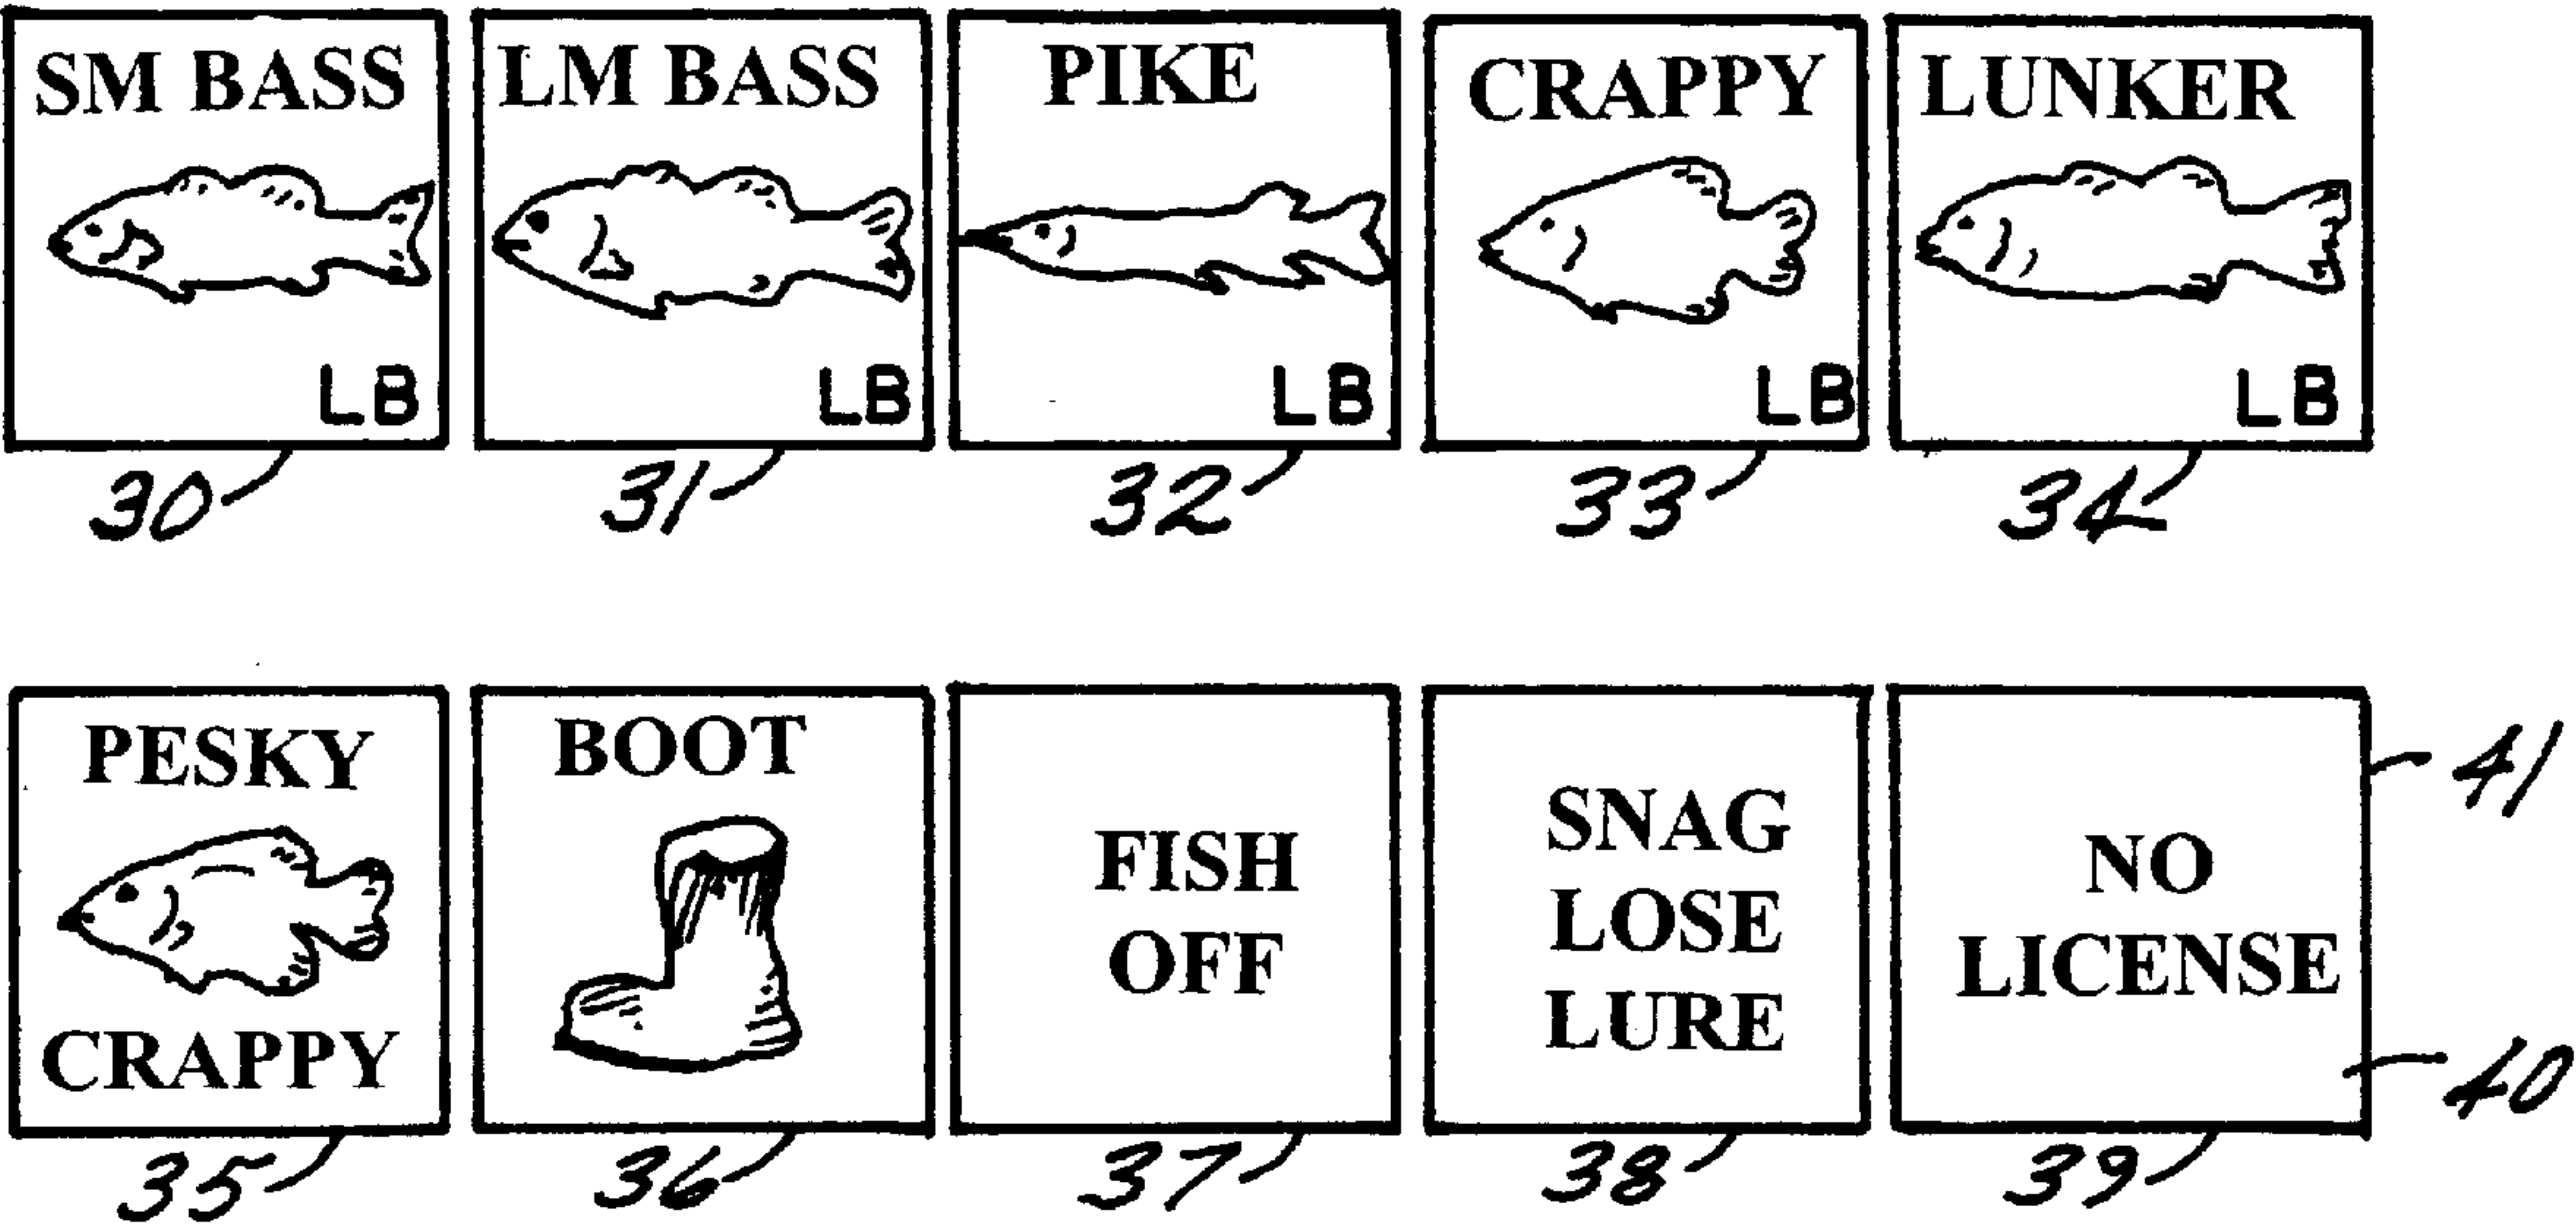 SM BASS
LB
30
LM BASS
LB
31
PIKE
LB
32
CRAPPY
LB
33
LUNKER
LB
34
PESKY
CRAPPY
35
BOOT
36
FISH
OFF
37
SNAG
LOSE
LURE
38
NO
LICENSE
39
41
40